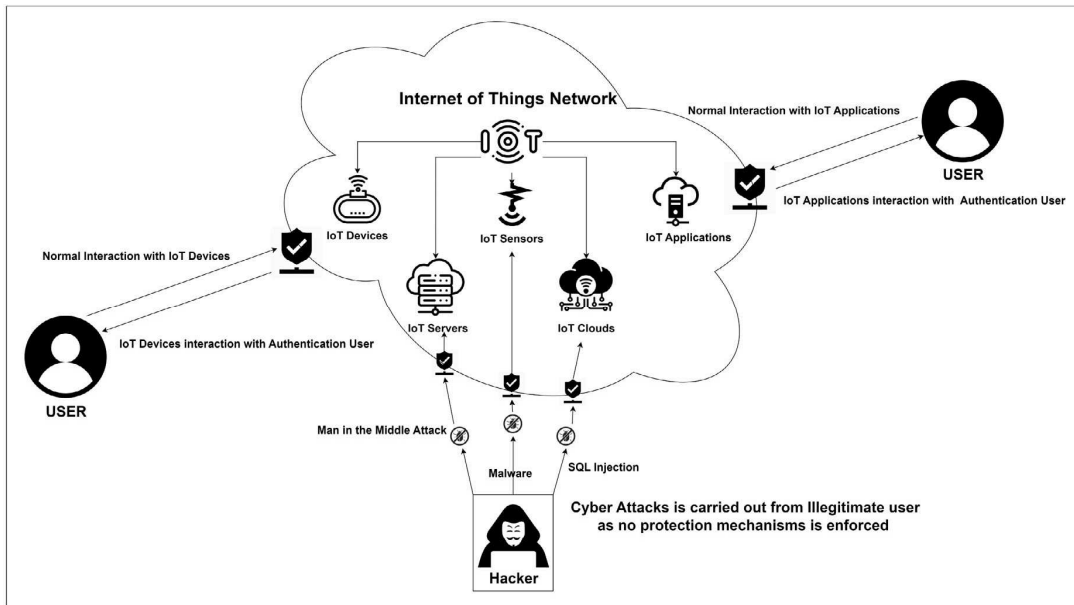 Internet of Things Network
IOT
Normal Interaction with IoT Applications
USER
IoT Applications interaction with Authentication User
IoT Devices
IoT Sensors
IoT Applications
Normal Interaction with IoT Devices
IoT Servers
IoT Clouds
IoT Devices interaction with Authentication User
USER
Man in the Middle Attack
Malware
SQL Injection
Cyber Attacks is carried out from Illegitimate user
as no protection mechanisms is enforced
Hacker